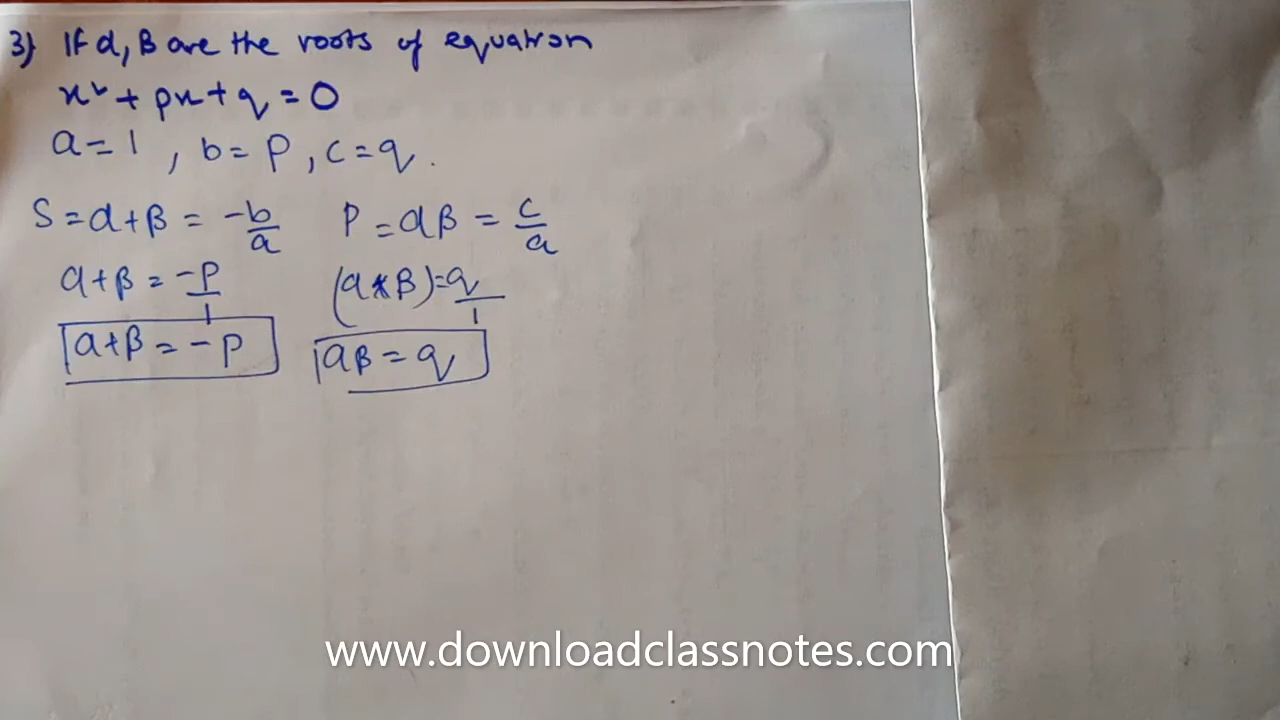 3) If α, β are the roots of equation
x² + px + q = 0
a = 1 , b = p , c = q .
S = α + β = -b/a P = αβ = c/a
α + β = -p/1 (α * β) = q/1
α + β = - p αβ = q
www.downloadclassnotes.com